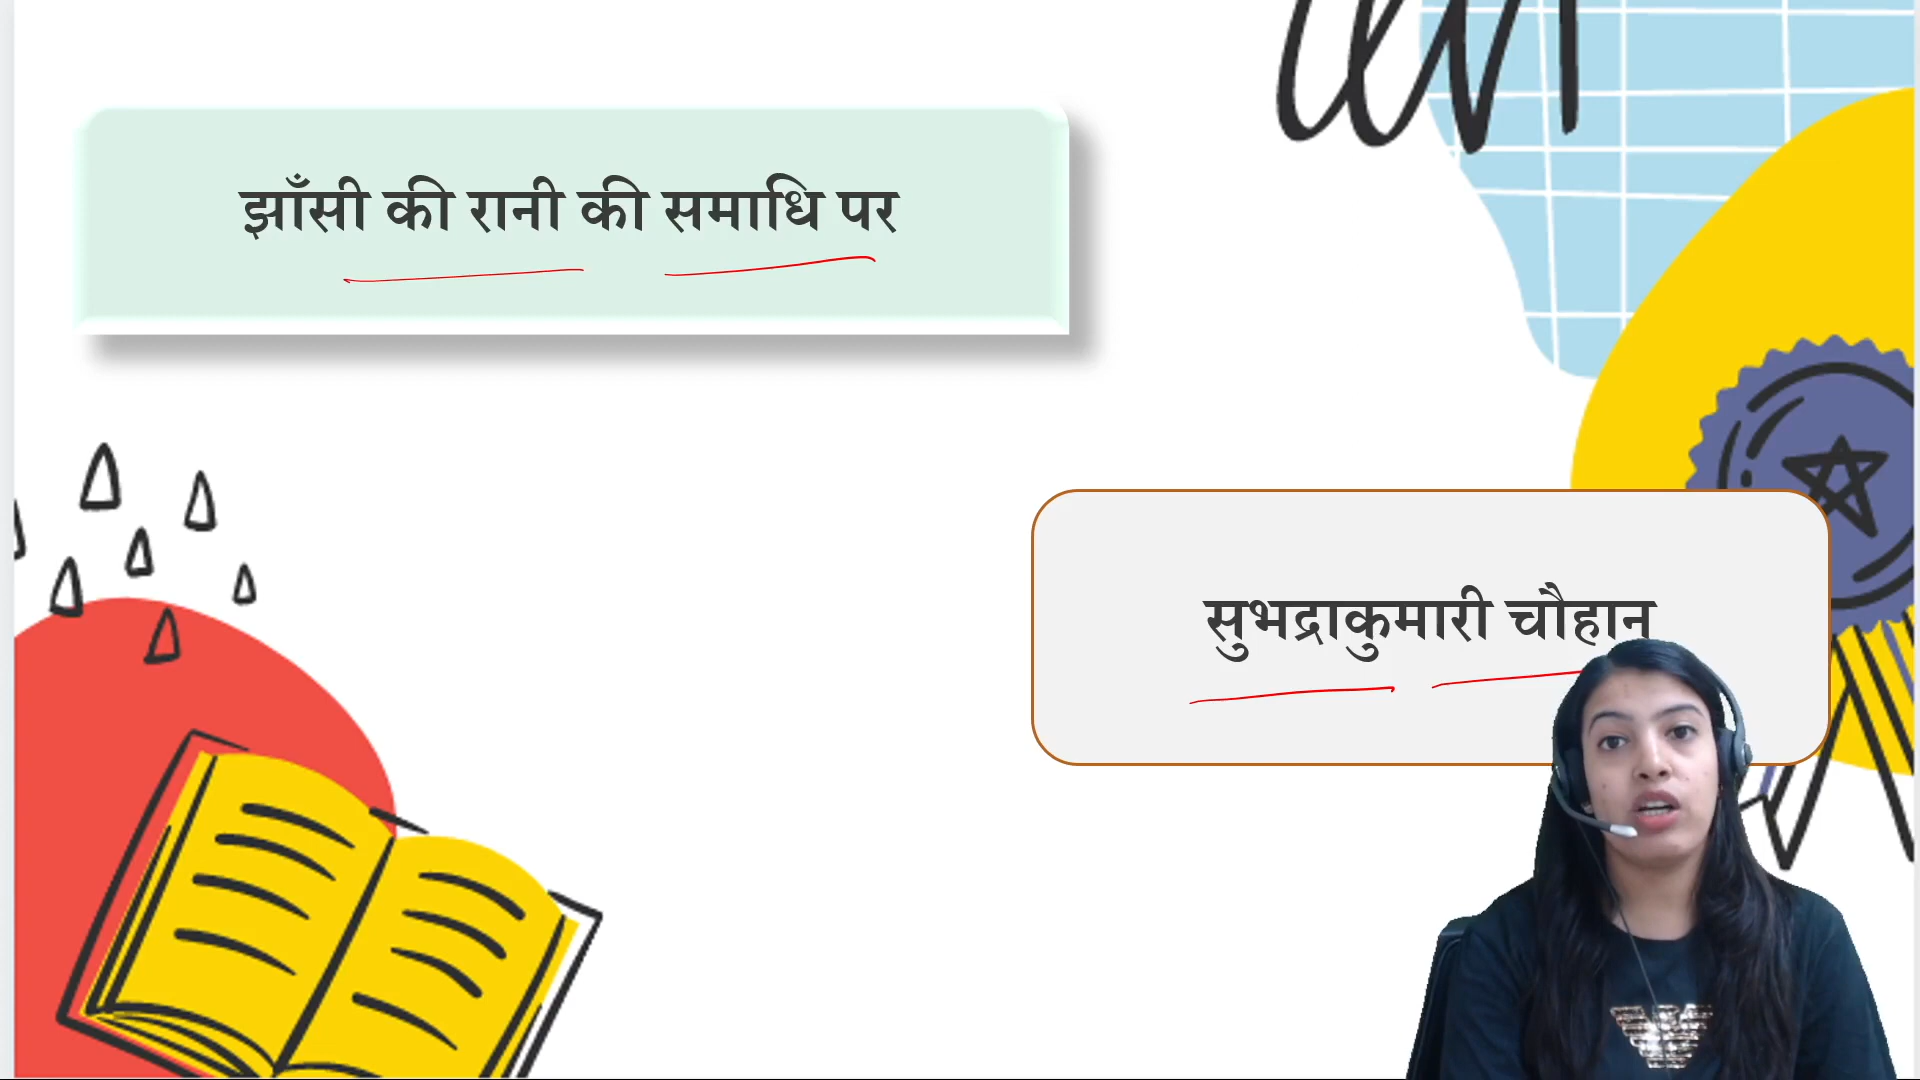 झाँसी की रानी की समाधि पर
सुभद्राकुमारी चौहान